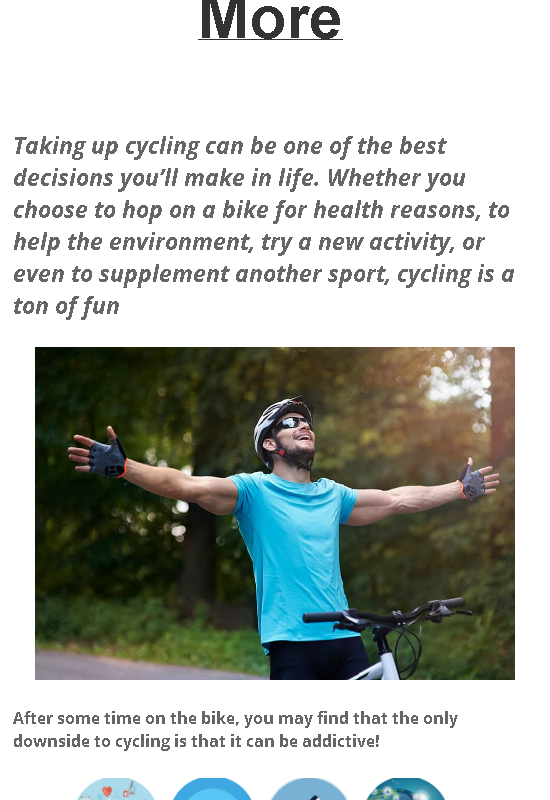 More
Taking up cycling can be one of the best
decisions you’ll make in life. Whether you
choose to hop on a bike for health reasons, to
help the environment, try a new activity, or
even to supplement another sport, cycling is a
ton of fun
After some time on the bike, you may find that the only
downside to cycling is that it can be addictive!